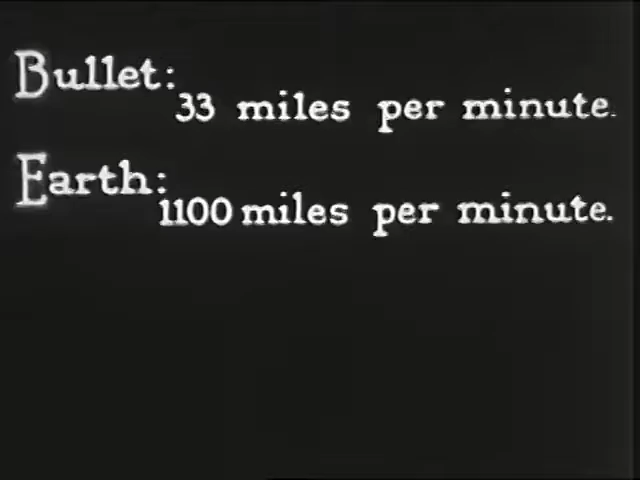 Bullet:
33 miles per minute.
Earth:
1100 miles per minute.